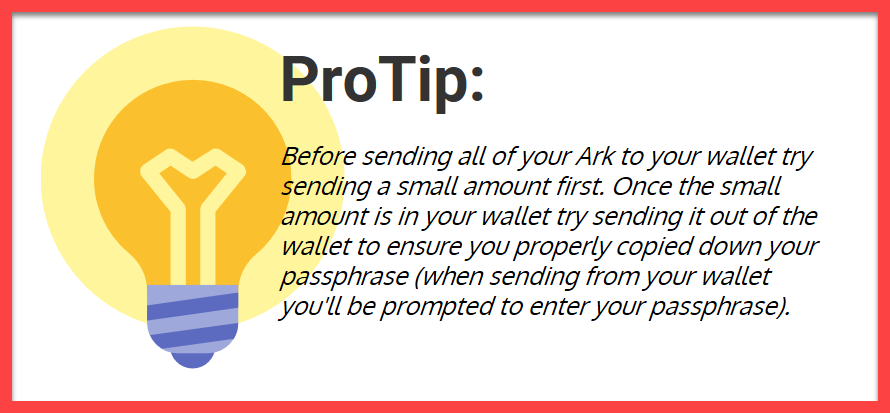 ProTip:
Before sending all of your Ark to your wallet try
sending a small amount first. Once the small
amount is in your wallet try sending it out of the
wallet to ensure you properly copied down your
passphrase (when sending from your wallet
you'll be prompted to enter your passphrase).